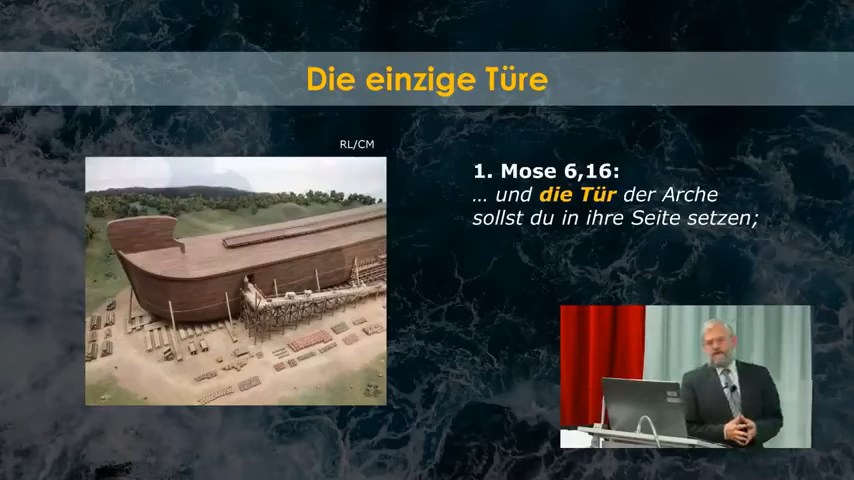 Die einzige Türe
RL/CM
1. Mose 6,16:
… und die Tür der Arche
sollst du in ihre Seite setzen;